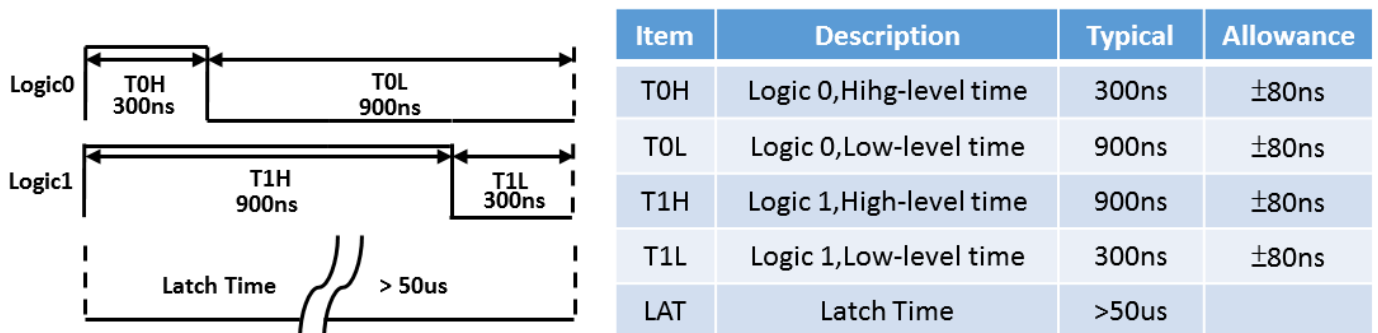 Logic0
T0H
300ns
T0L
900ns
Logic1
T1H
900ns
T1L
300ns
Latch Time > 50us
Item Description Typical Allowance
T0H Logic 0,Hihg-level time 300ns ±80ns
T0L Logic 0,Low-level time 900ns ±80ns
T1H Logic 1,High-level time 900ns ±80ns
T1L Logic 1,Low-level time 300ns ±80ns
LAT Latch Time >50us